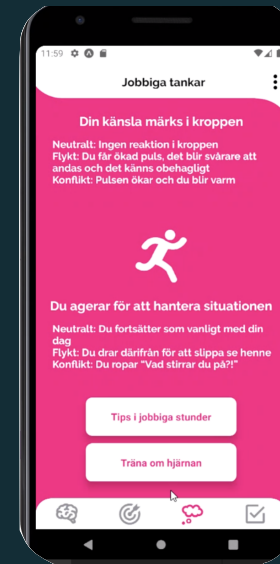 11:59
Jobbiga tankar
Din känsla märks i kroppen
Neutralt: Ingen reaktion i kroppen
Flykt: Du får ökad puls, det blir svårare att
andas och det känns obehagligt
Konflikt: Pulsen ökar och du blir varm
Du agerar för att hantera situationen
Neutralt: Du fortsätter som vanligt med din
dag
Flykt: Du drar därifrån för att slippa se henne
Konflikt: Du ropar "Vad stirrar du på?!"
Tips i jobbiga stunder
Träna om hjärnan